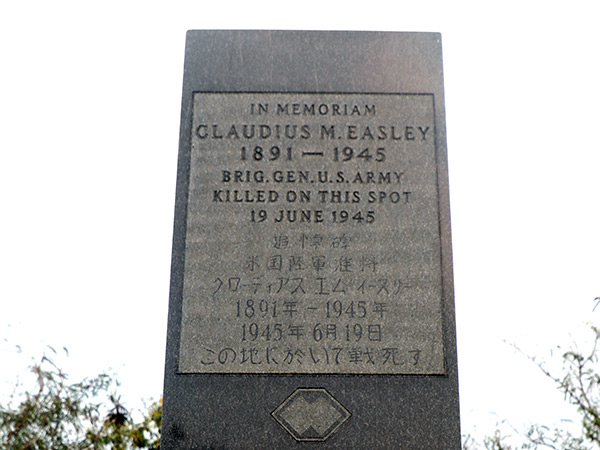 IN MEMORIAM
CLAUDIUS M. EASLEY
1891 — 1945
BRIG. GEN. U.S. ARMY
KILLED ON THIS SPOT
19 JUNE 1945
追悼碑
米国陸軍准将
クローディアス エム イースリー
1891年-1945年
1945年6月19日
この地に於いて戦死す